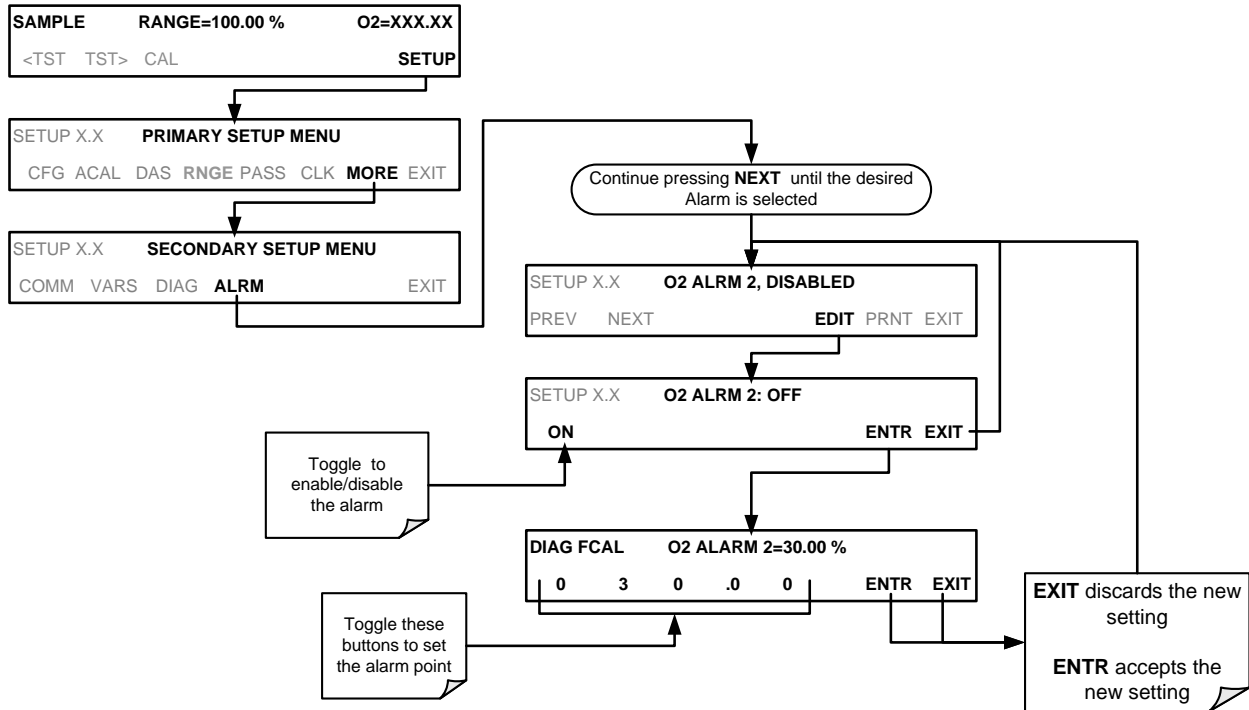 SAMPLE RANGE=100.00 % O2=XXX.XX
<TST TST> CAL SETUP
SETUP X.X PRIMARY SETUP MENU
CFG ACAL DAS RNGE PASS CLK MORE EXIT
SETUP X.X SECONDARY SETUP MENU
COMM VARS DIAG ALRM EXIT
Continue pressing NEXT until the desired
Alarm is selected
SETUP X.X O2 ALRM 2, DISABLED
PREV NEXT EDIT PRNT EXIT
SETUP X.X O2 ALRM 2: OFF
ON ENTR EXIT
Toggle to
enable/disable
the alarm
DIAG FCAL O2 ALARM 2=30.00 %
0 3 0 .0 0 ENTR EXIT
Toggle these
buttons to set
the alarm point
EXIT discards the new
setting
ENTR accepts the
new setting